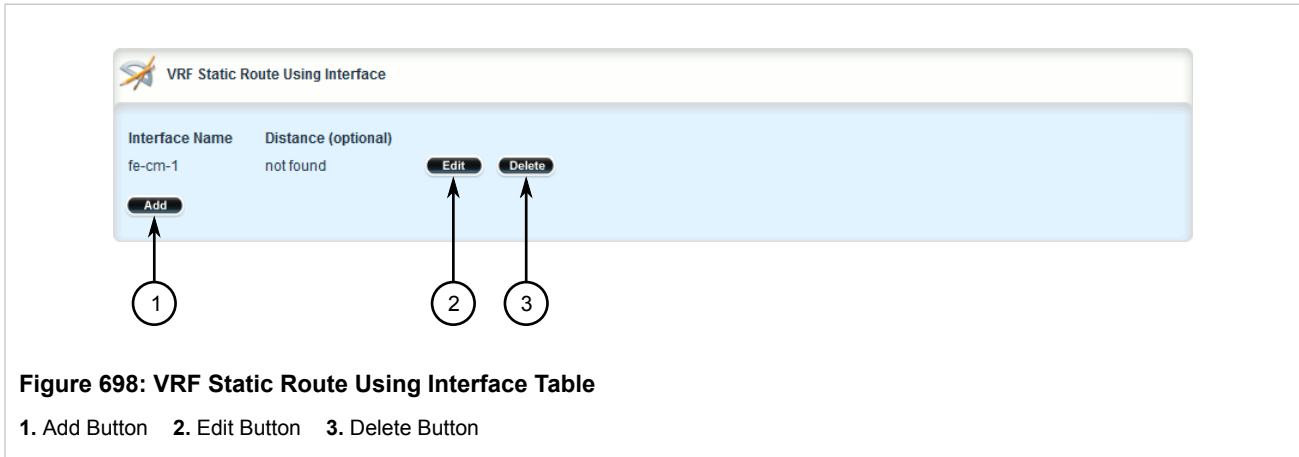 VRF Static Route Using Interface
Interface Name Distance (optional)
fe-cm-1 not found Edit Delete
Add
1 2 3
Figure 698: VRF Static Route Using Interface Table
1. Add Button 2. Edit Button 3. Delete Button